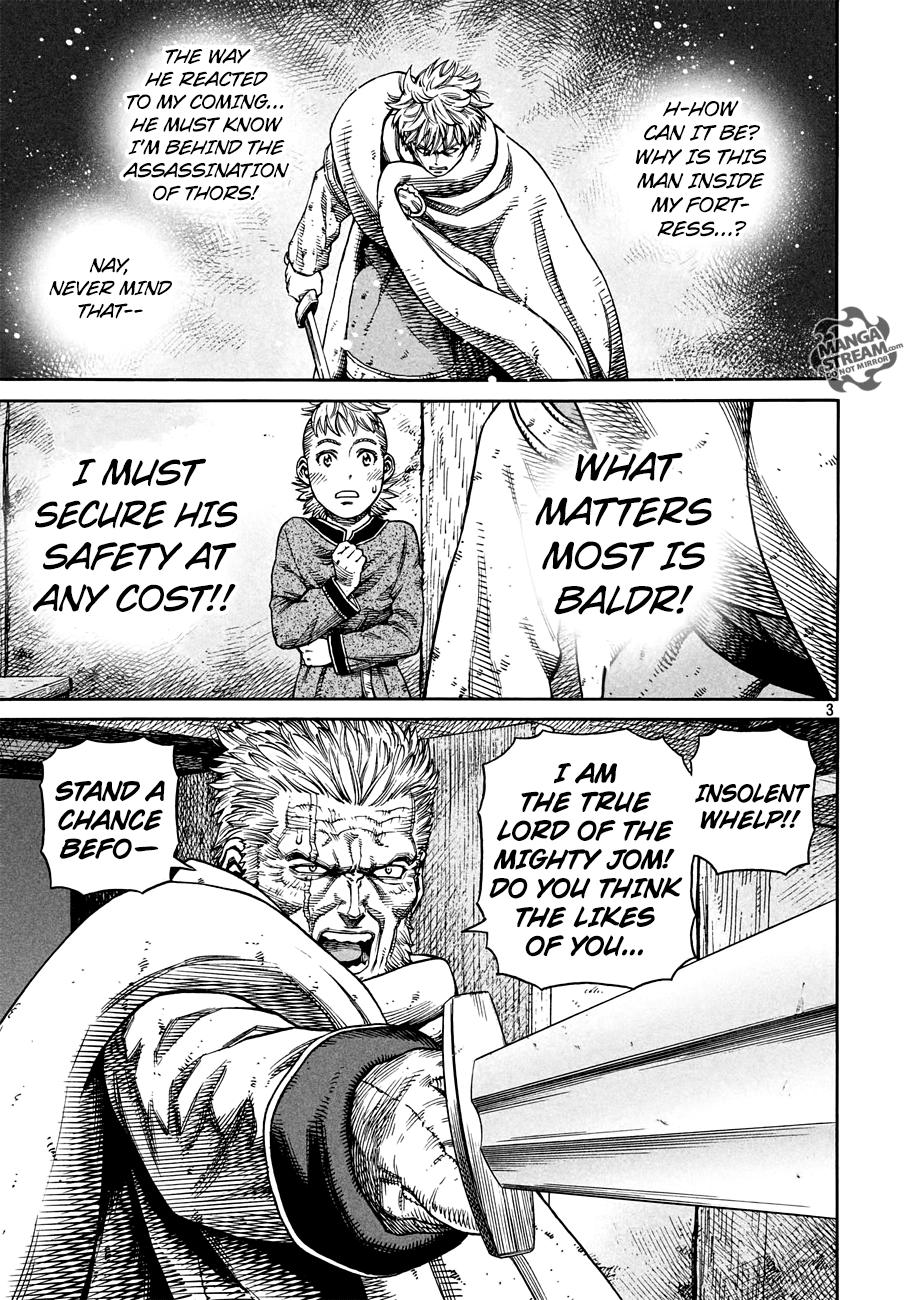 H-HOW
CAN IT BE?
WHY IS THIS
MAN INSIDE
MY FORT-
RESS...?
THE WAY
HE REACTED
TO MY COMING...
HE MUST KNOW
I'M BEHIND THE
ASSASSINATION
OF THORS!
NAY,
NEVER MIND
THAT--
MANGA
STREAM.com
DO NOT MIRROR
WHAT
MATTERS
MOST IS
BALDR!
I MUST
SECURE HIS
SAFETY AT
ANY COST!!
3
INSOLENT
WHELP!!
I AM
THE TRUE
LORD OF THE
MIGHTY JOM!
DO YOU THINK
THE LIKES
OF YOU...
STAND A
CHANCE
BEFO—